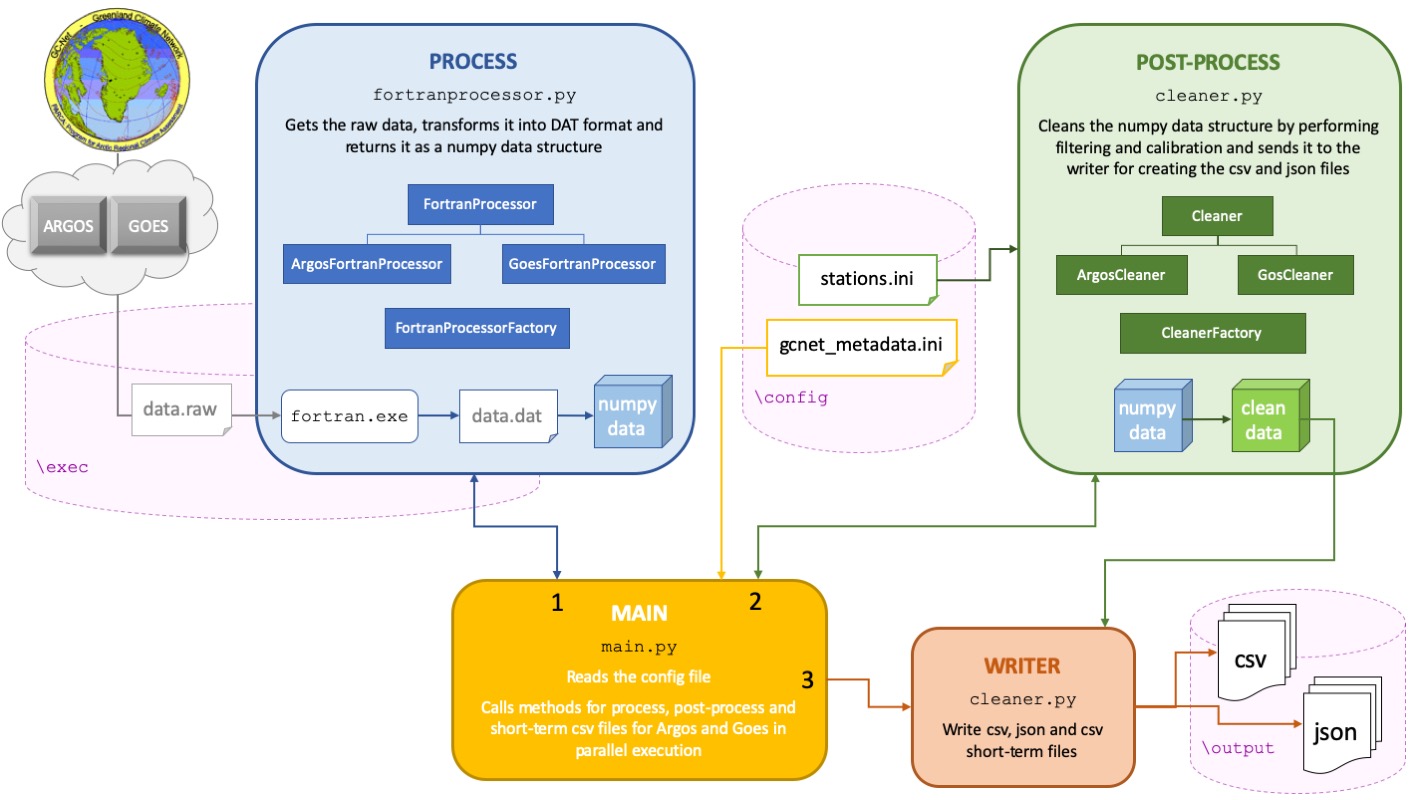 GC-Net - Greenland Climate Network
PARCA, Program for Arctic Regional Climate Assessment
ARGOS
GOES
data.raw
\exec
PROCESS
fortranprocessor.py
Gets the raw data, transforms it into DAT format and
returns it as a numpy data structure
FortranProcessor
ArgosFortranProcessor
GoesFortranProcessor
FortranProcessorFactory
fortran.exe
data.dat
numpy
data
stations.ini
gcnet_metadata.ini
\config
POST-PROCESS
cleaner.py
Cleans the numpy data structure by performing
filtering and calibration and sends it to the
writer for creating the csv and json files
Cleaner
ArgosCleaner
GosCleaner
CleanerFactory
numpy
data
clean
data
1
2
MAIN
main.py
Reads the config file
3
Calls methods for process, post-process and
short-term csv files for Argos and Goes in
parallel execution
WRITER
cleaner.py
Write csv, json and csv
short-term files
csv
json
\output